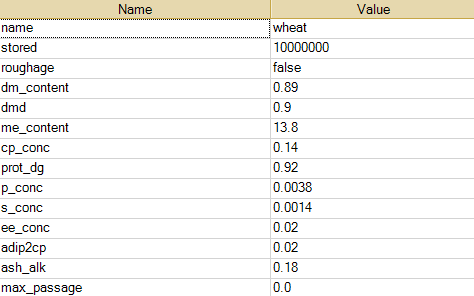 Name Value
name wheat
stored 10000000
roughage false
dm_content 0.89
dmd 0.9
me_content 13.8
cp_conc 0.14
prot_dg 0.92
p_conc 0.0038
s_conc 0.0014
ee_conc 0.02
adip2cp 0.02
ash_alk 0.18
max_passage 0.0